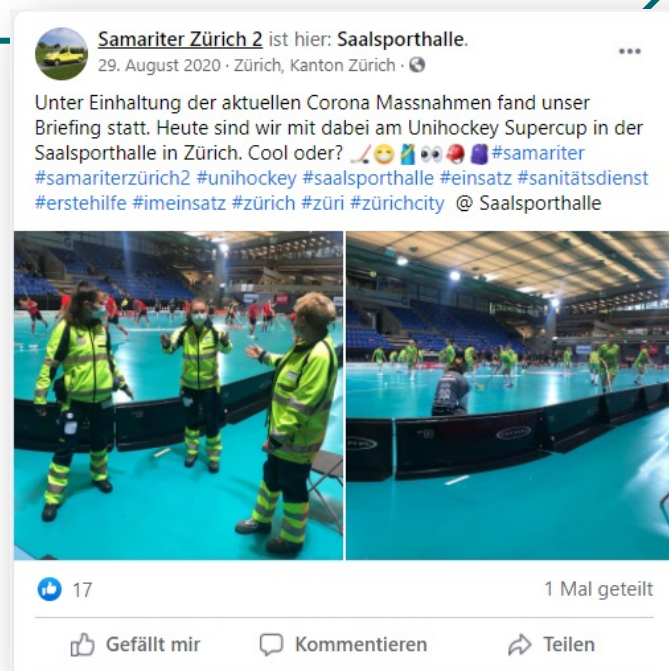 Samariter Zürich 2 ist hier: Saalsporthalle.
29. August 2020 · Zürich, Kanton Zürich ·
Unter Einhaltung der aktuellen Corona Massnahmen fand unser
Briefing statt. Heute sind wir mit dabei am Unihockey Supercup in der
Saalsporthalle in Zürich. Cool oder? #samariter
#samariterzürich2 #unihockey #saalsporthalle #einsatz #sanitätsdienst
#erstehilfe #imeinsatz #zürich #züri #zürichcity @ Saalsporthalle
17
1 Mal geteilt
Gefällt mir
Kommentieren
Teilen